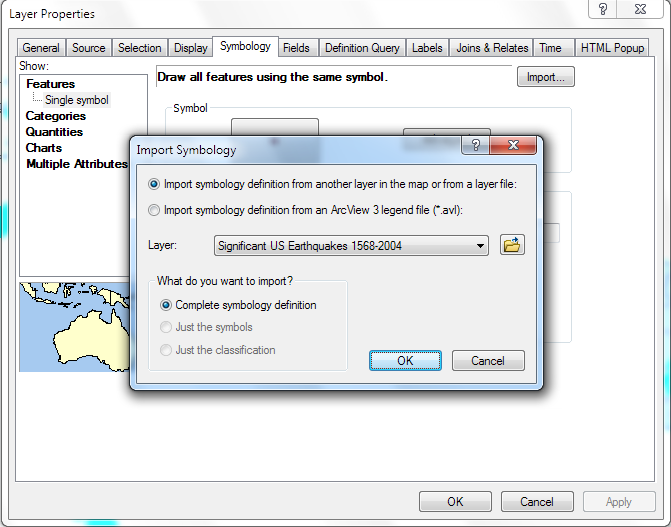 Layer Properties
General Source Selection Display Symbology Fields Definition Query Labels Joins & Relates Time HTML Popup
Show:
Features
Single symbol
Categories
Quantities
Charts
Multiple Attributes
Draw all features using the same symbol.
Import...
Symbol
Import Symbology
Import symbology definition from another layer in the map or from a layer file:
Import symbology definition from an ArcView 3 legend file (*.avl):
Layer:
Significant US Earthquakes 1568-2004
What do you want to import?
Complete symbology definition
Just the symbols
Just the classification
OK
Cancel
OK
Cancel
Apply